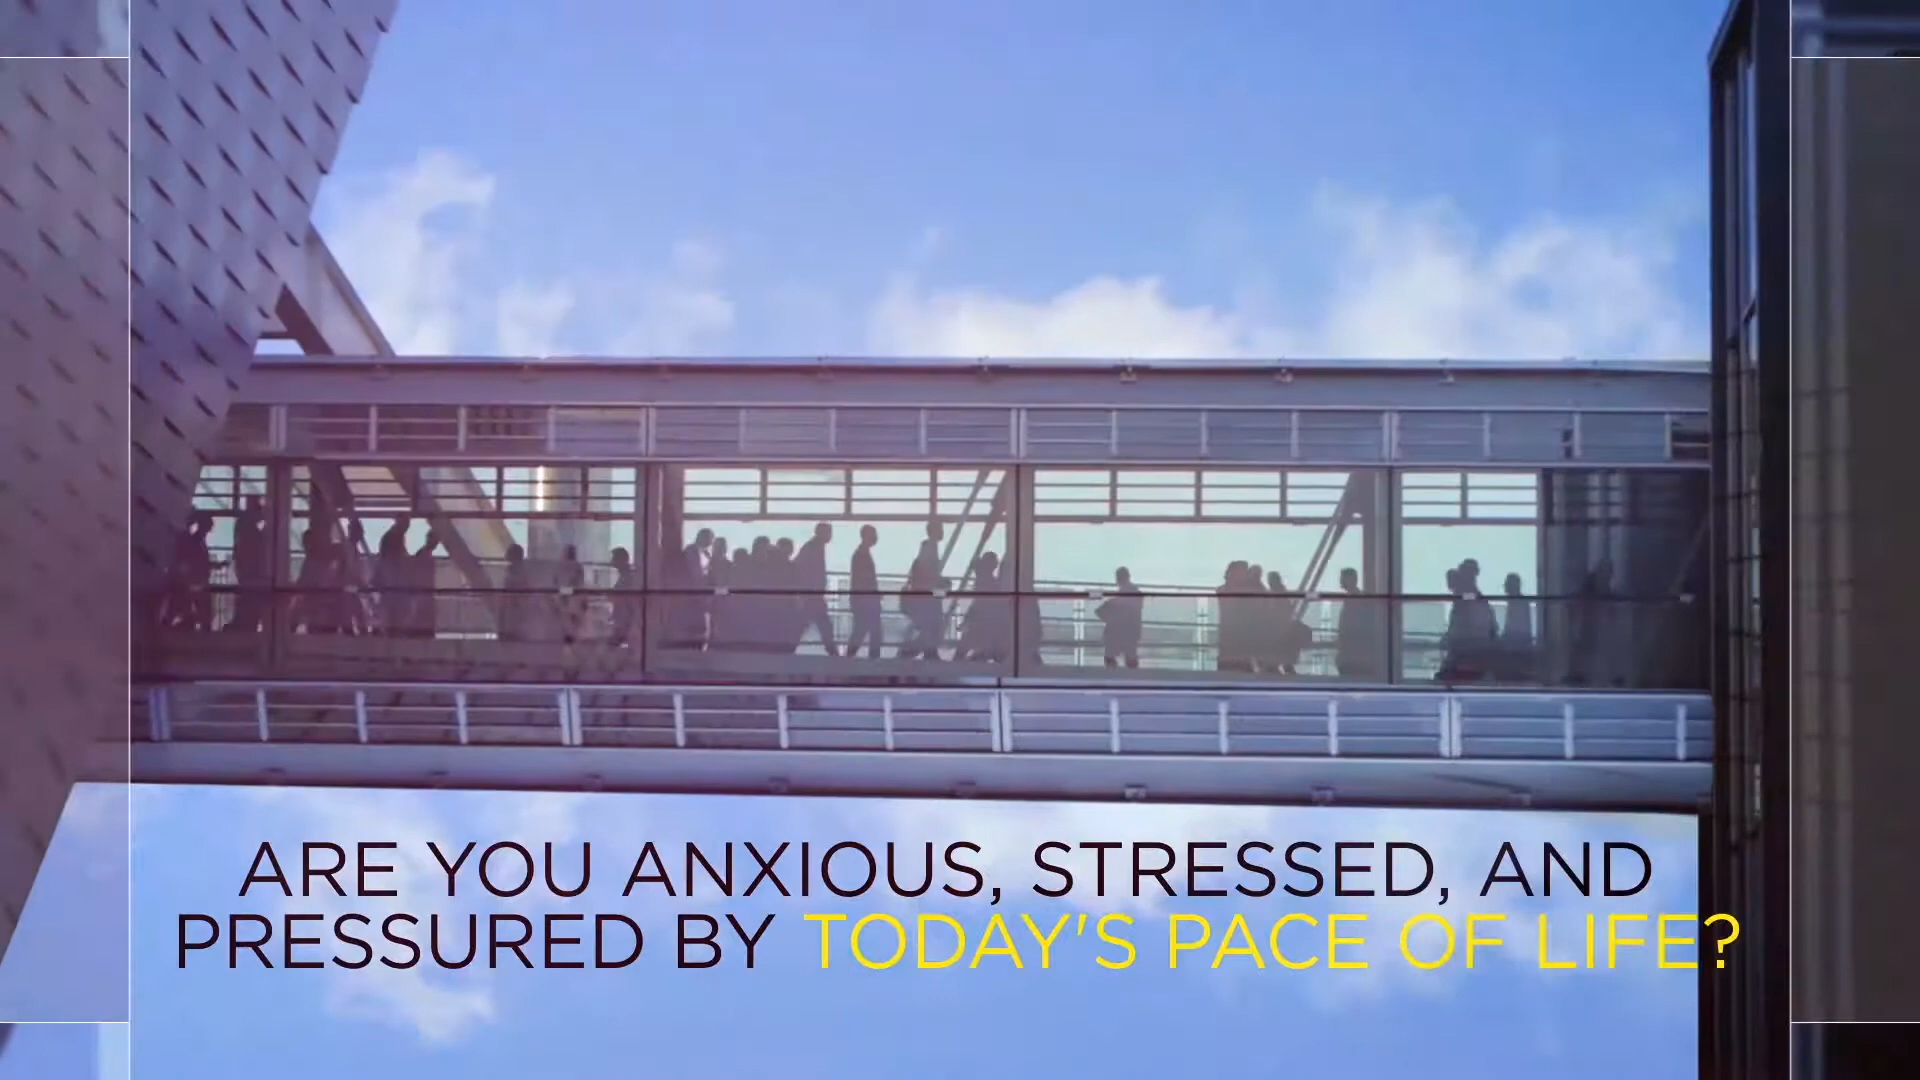 ARE YOU ANXIOUS, STRESSED, AND
PRESSURED BY TODAY'S PACE OF LIFE?